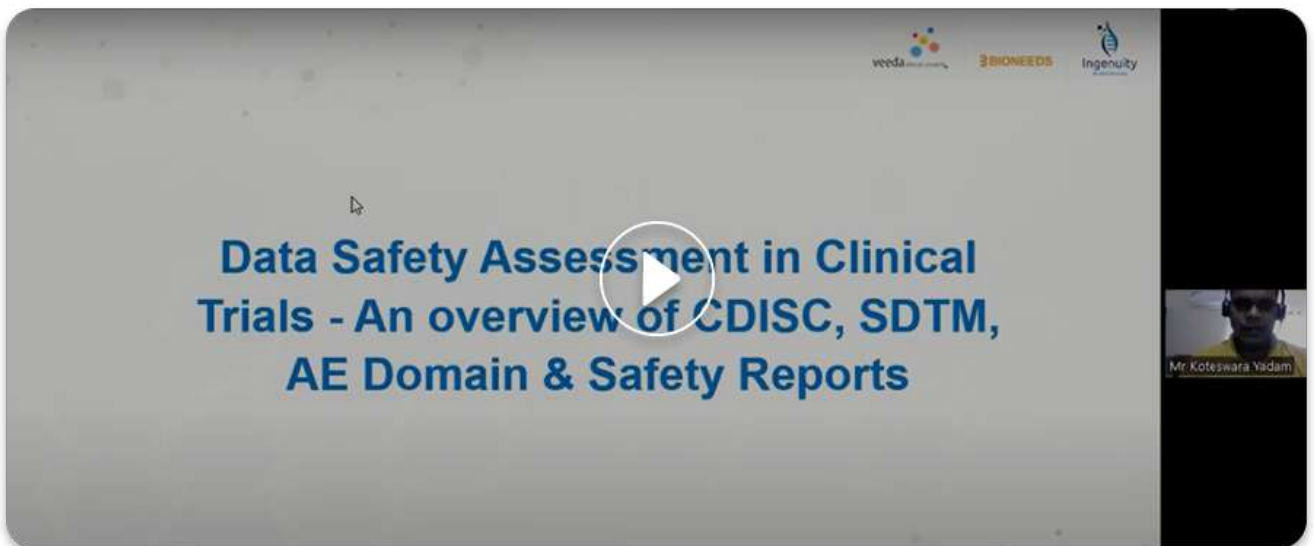 veeda
BIONEEDS
Ingenuity
Data Safety Assessment in Clinical
Trials - An overview of CDISC, SDTM,
AE Domain & Safety Reports
Mr Koteswara Yadam